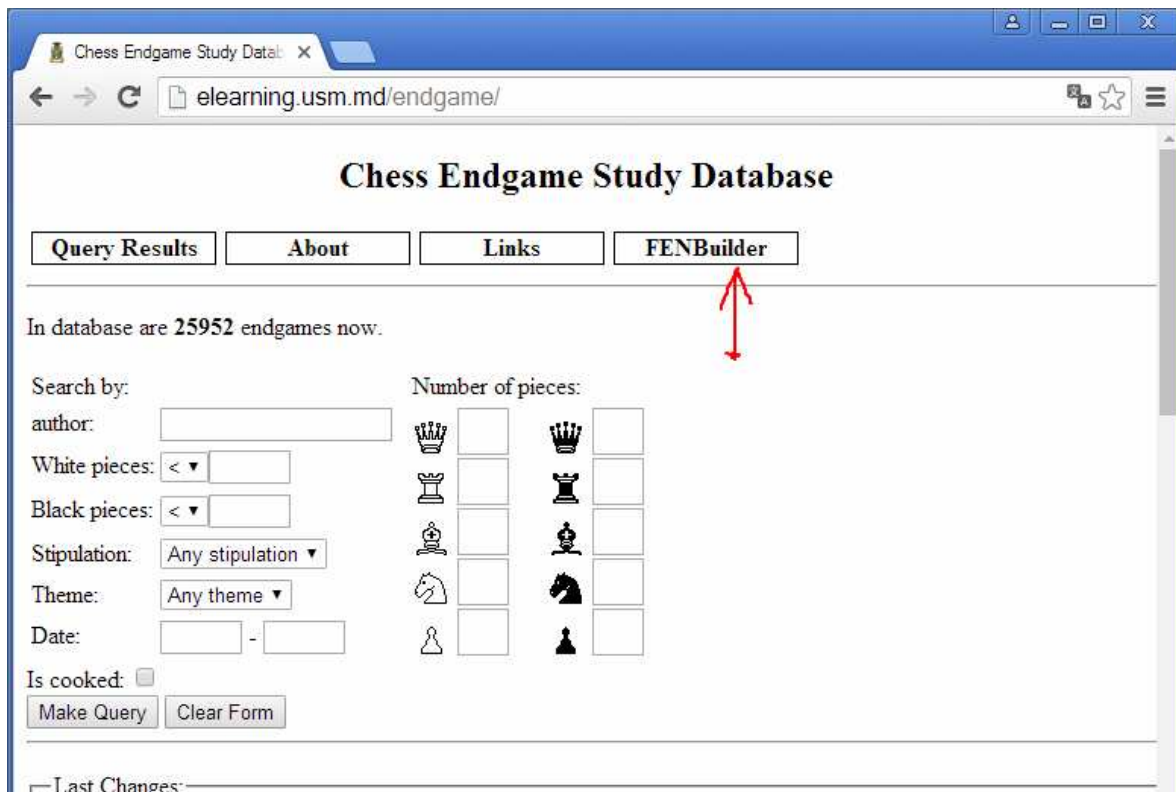 Chess Endgame Study Datab
elearning.usm.md/endgame/
Chess Endgame Study Database
Query Results About Links FENBuilder
In database are 25952 endgames now.
Search by: Number of pieces:
author:
White pieces: <
Black pieces: <
Stipulation: Any stipulation
Theme: Any theme
Date: -
Is cooked:
Make Query Clear Form
Last Changes: